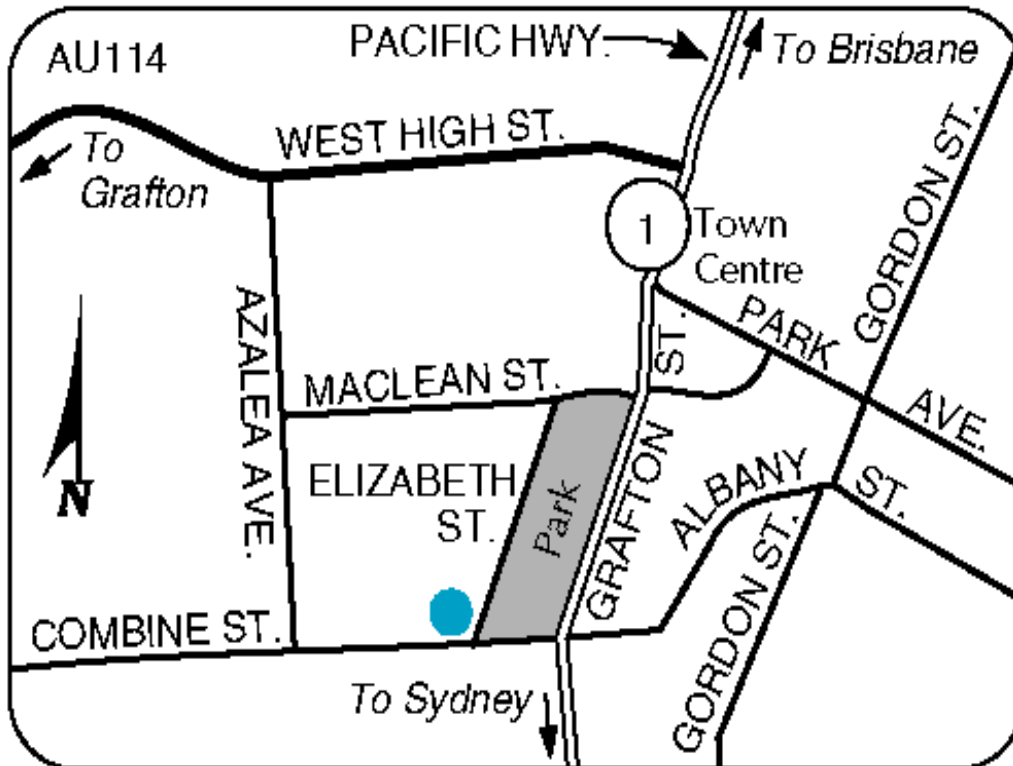 AU114
PACIFIC HWY.
To Brisbane
WEST HIGH ST.
To
Grafton
GORDON ST.
1
Town
Centre
AZALEA AVE.
PARK AVE.
MACLEAN ST.
GRAFTON ST.
ELIZABETH
ST.
Park
ALBANY ST.
N
COMBINE ST.
GORDON ST.
To Sydney